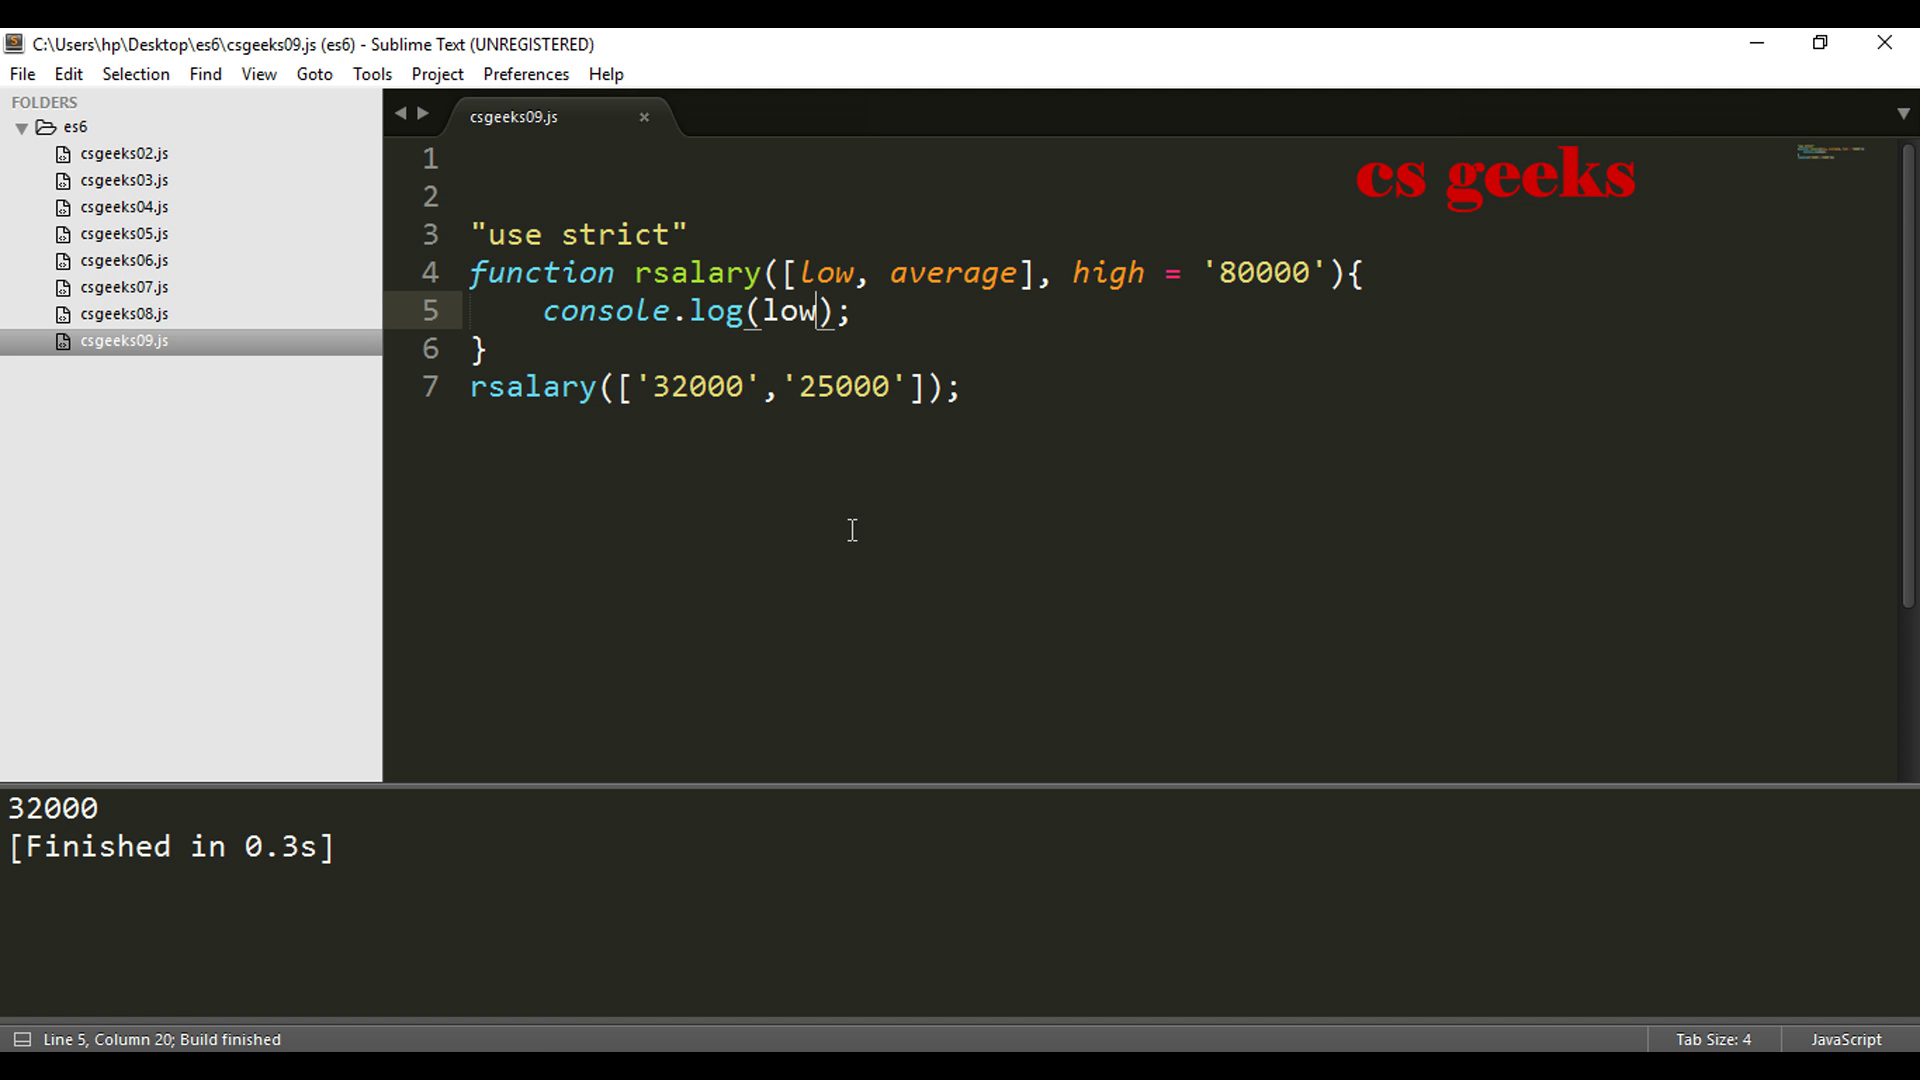 C:\Users\hp\Desktop\es6\csgeeks09.js (es6) - Sublime Text (UNREGISTERED)
File Edit Selection Find View Goto Tools Project Preferences Help
FOLDERS
es6
csgeeks02.js
csgeeks03.js
csgeeks04.js
csgeeks05.js
csgeeks06.js
csgeeks07.js
csgeeks08.js
csgeeks09.js
csgeeks09.js ×
cs geeks
1
2
3 "use strict"
4 function rsalary([low, average], high = '80000'){
5     console.log(low);
6 }
7 rsalary(['32000','25000']);
32000
[Finished in 0.3s]
Line 5, Column 20; Build finished
Tab Size: 4
JavaScript